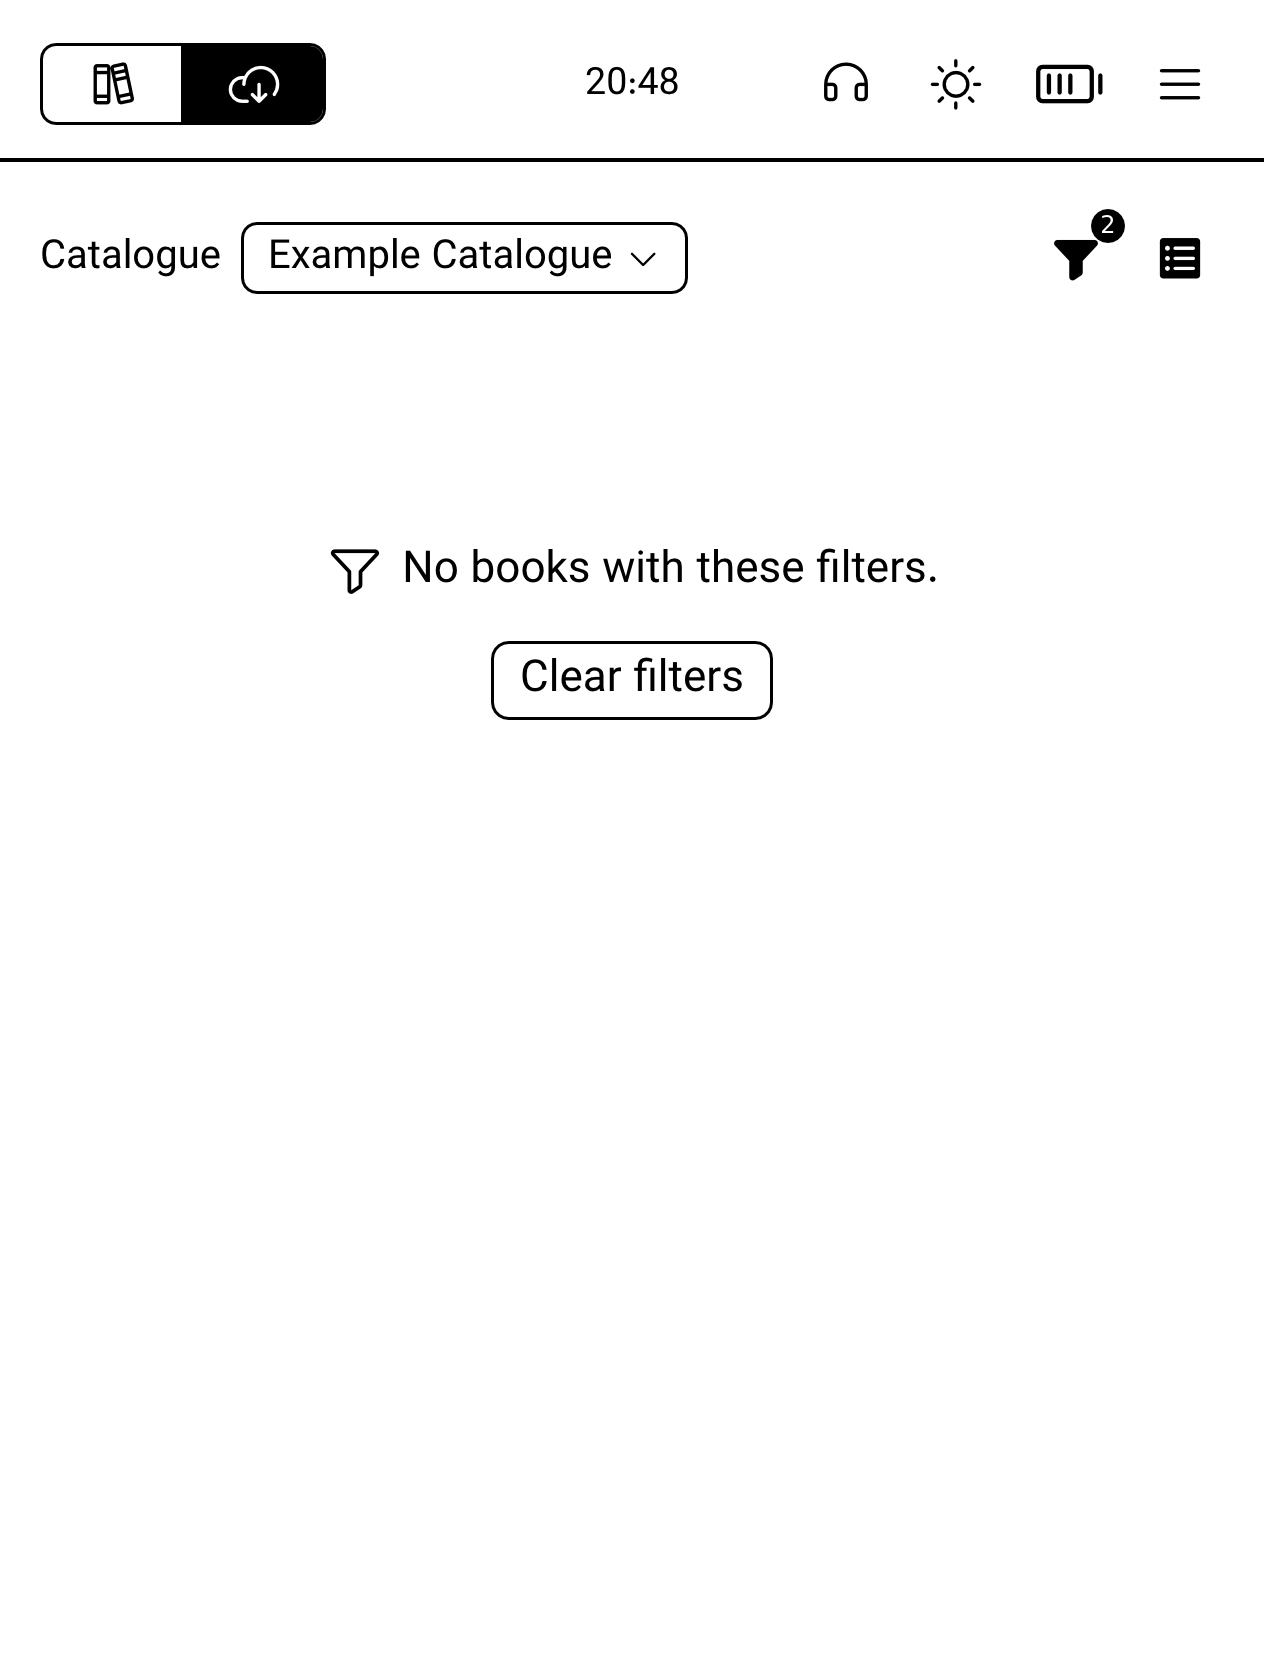 20:48
2
Catalogue Example Catalogue
No books with these filters.
Clear filters